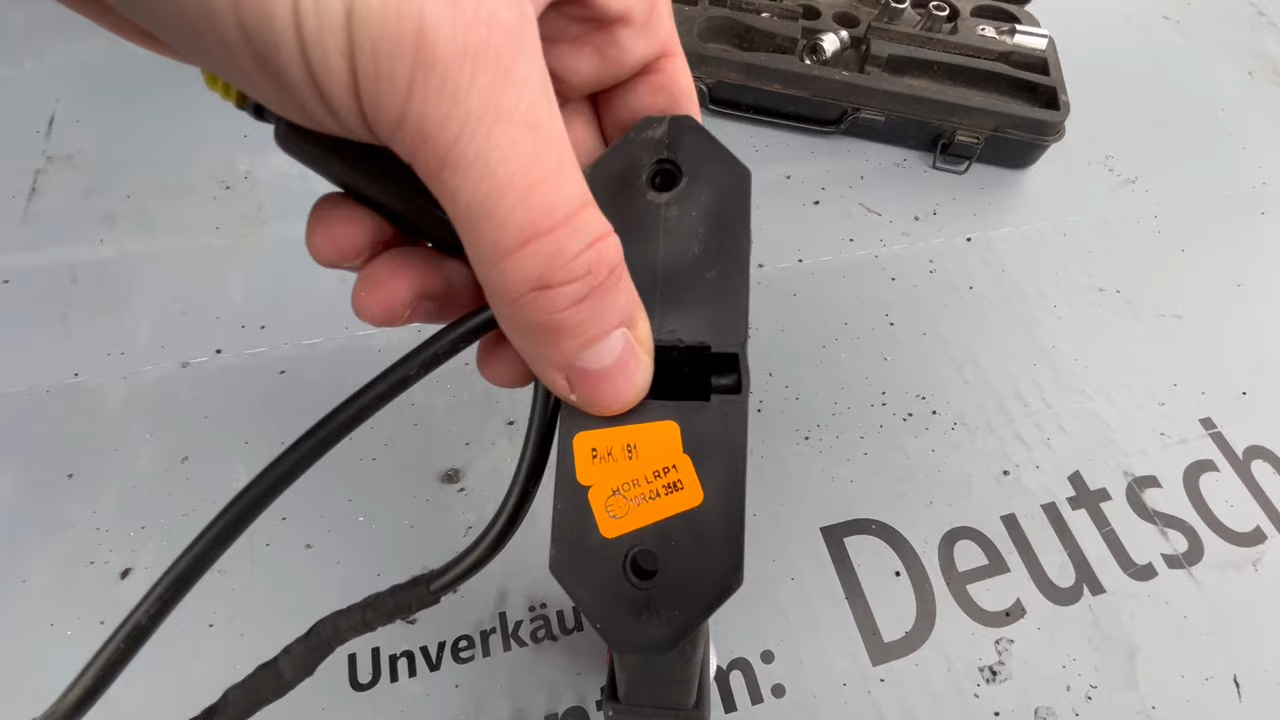 PAK. 191
HOR LRP1
10R-04 3583
Deutsch
Unverkäu
n: